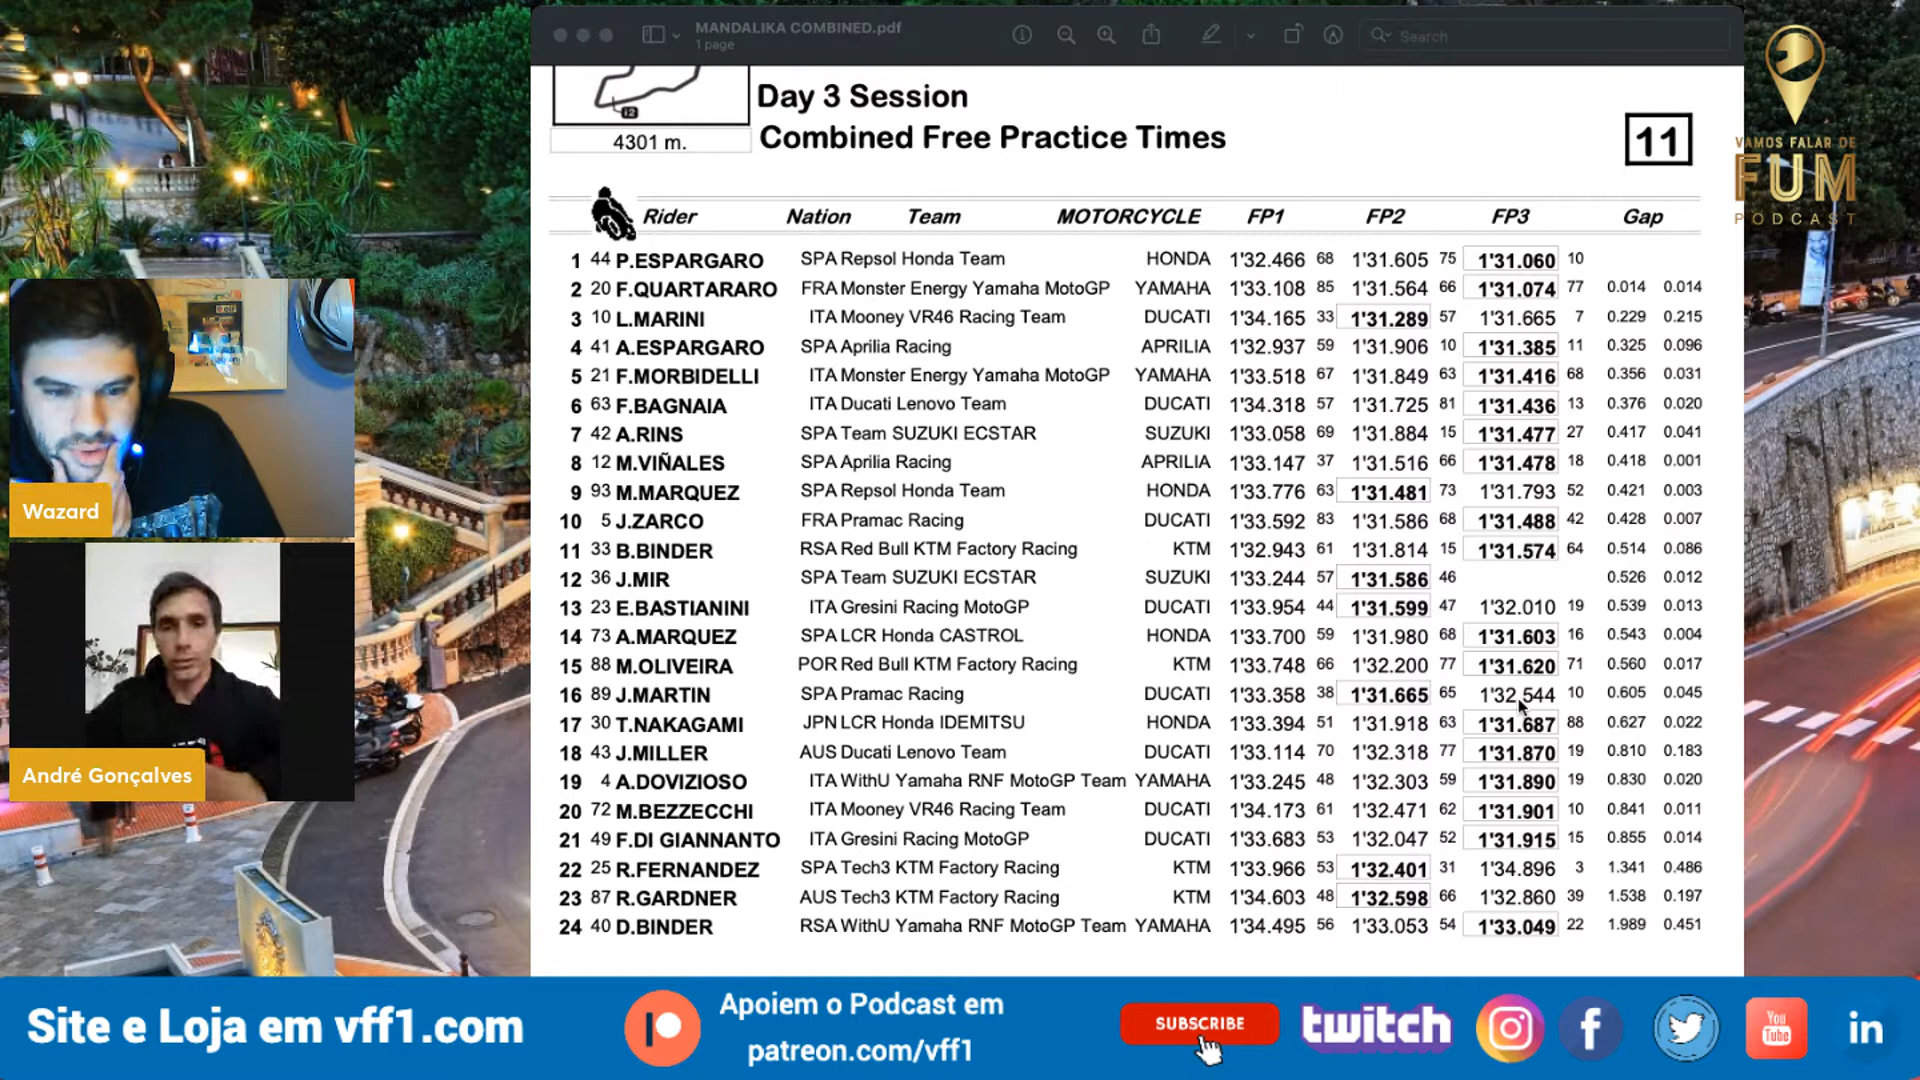 MANDALIKA COMBINED.pdf
1 page
Search
12
4301 m.
Day 3 Session
Combined Free Practice Times
11
VAMOS FALAR DE
FUM
PODCAST
Rider Nation Team MOTORCYCLE FP1 FP2 FP3 Gap
1 44 P.ESPARGARO SPA Repsol Honda Team HONDA 1'32.466 68 1'31.605 75 1'31.060 10
2 20 F.QUARTARARO FRA Monster Energy Yamaha MotoGP YAMAHA 1'33.108 85 1'31.564 66 1'31.074 77 0.014 0.014
3 10 L.MARINI ITA Mooney VR46 Racing Team DUCATI 1'34.165 33 1'31.289 57 1'31.665 7 0.229 0.215
4 41 A.ESPARGARO SPA Aprilia Racing APRILIA 1'32.937 59 1'31.906 10 1'31.385 11 0.325 0.096
5 21 F.MORBIDELLI ITA Monster Energy Yamaha MotoGP YAMAHA 1'33.518 67 1'31.849 63 1'31.416 68 0.356 0.031
6 63 F.BAGNAIA ITA Ducati Lenovo Team DUCATI 1'34.318 57 1'31.725 81 1'31.436 13 0.376 0.020
7 42 A.RINS SPA Team SUZUKI ECSTAR SUZUKI 1'33.058 69 1'31.884 15 1'31.477 27 0.417 0.041
8 12 M.VIÑALES SPA Aprilia Racing APRILIA 1'33.147 37 1'31.516 66 1'31.478 18 0.418 0.001
9 93 M.MARQUEZ SPA Repsol Honda Team HONDA 1'33.776 63 1'31.481 73 1'31.793 52 0.421 0.003
10 5 J.ZARCO FRA Pramac Racing DUCATI 1'33.592 83 1'31.586 68 1'31.488 42 0.428 0.007
11 33 B.BINDER RSA Red Bull KTM Factory Racing KTM 1'32.943 61 1'31.814 15 1'31.574 64 0.514 0.086
12 36 J.MIR SPA Team SUZUKI ECSTAR SUZUKI 1'33.244 57 1'31.586 46 0.526 0.012
13 23 E.BASTIANINI ITA Gresini Racing MotoGP DUCATI 1'33.954 44 1'31.599 47 1'32.010 19 0.539 0.013
14 73 A.MARQUEZ SPA LCR Honda CASTROL HONDA 1'33.700 59 1'31.980 68 1'31.603 16 0.543 0.004
15 88 M.OLIVEIRA POR Red Bull KTM Factory Racing KTM 1'33.748 66 1'32.200 77 1'31.620 71 0.560 0.017
16 89 J.MARTIN SPA Pramac Racing DUCATI 1'33.358 38 1'31.665 65 1'32.544 10 0.605 0.045
17 30 T.NAKAGAMI JPN LCR Honda IDEMITSU HONDA 1'33.394 51 1'31.918 63 1'31.687 88 0.627 0.022
18 43 J.MILLER AUS Ducati Lenovo Team DUCATI 1'33.114 70 1'32.318 77 1'31.870 19 0.810 0.183
19 4 A.DOVIZIOSO ITA WithU Yamaha RNF MotoGP Team YAMAHA 1'33.245 48 1'32.303 59 1'31.890 19 0.830 0.020
20 72 M.BEZZECCHI ITA Mooney VR46 Racing Team DUCATI 1'34.173 61 1'32.471 62 1'31.901 10 0.841 0.011
21 49 F.DI GIANNANTO ITA Gresini Racing MotoGP DUCATI 1'33.683 53 1'32.047 52 1'31.915 15 0.855 0.014
22 25 R.FERNANDEZ SPA Tech3 KTM Factory Racing KTM 1'33.966 53 1'32.401 31 1'34.896 3 1.341 0.486
23 87 R.GARDNER AUS Tech3 KTM Factory Racing KTM 1'34.603 48 1'32.598 66 1'32.860 39 1.538 0.197
24 40 D.BINDER RSA WithU Yamaha RNF MotoGP Team YAMAHA 1'34.495 56 1'33.053 54 1'33.049 22 1.989 0.451
Wazard
André Gonçalves
Site e Loja em vff1.com
Apoiem o Podcast em
patreon.com/vff1
SUBSCRIBE
twitch
You
Tube
in